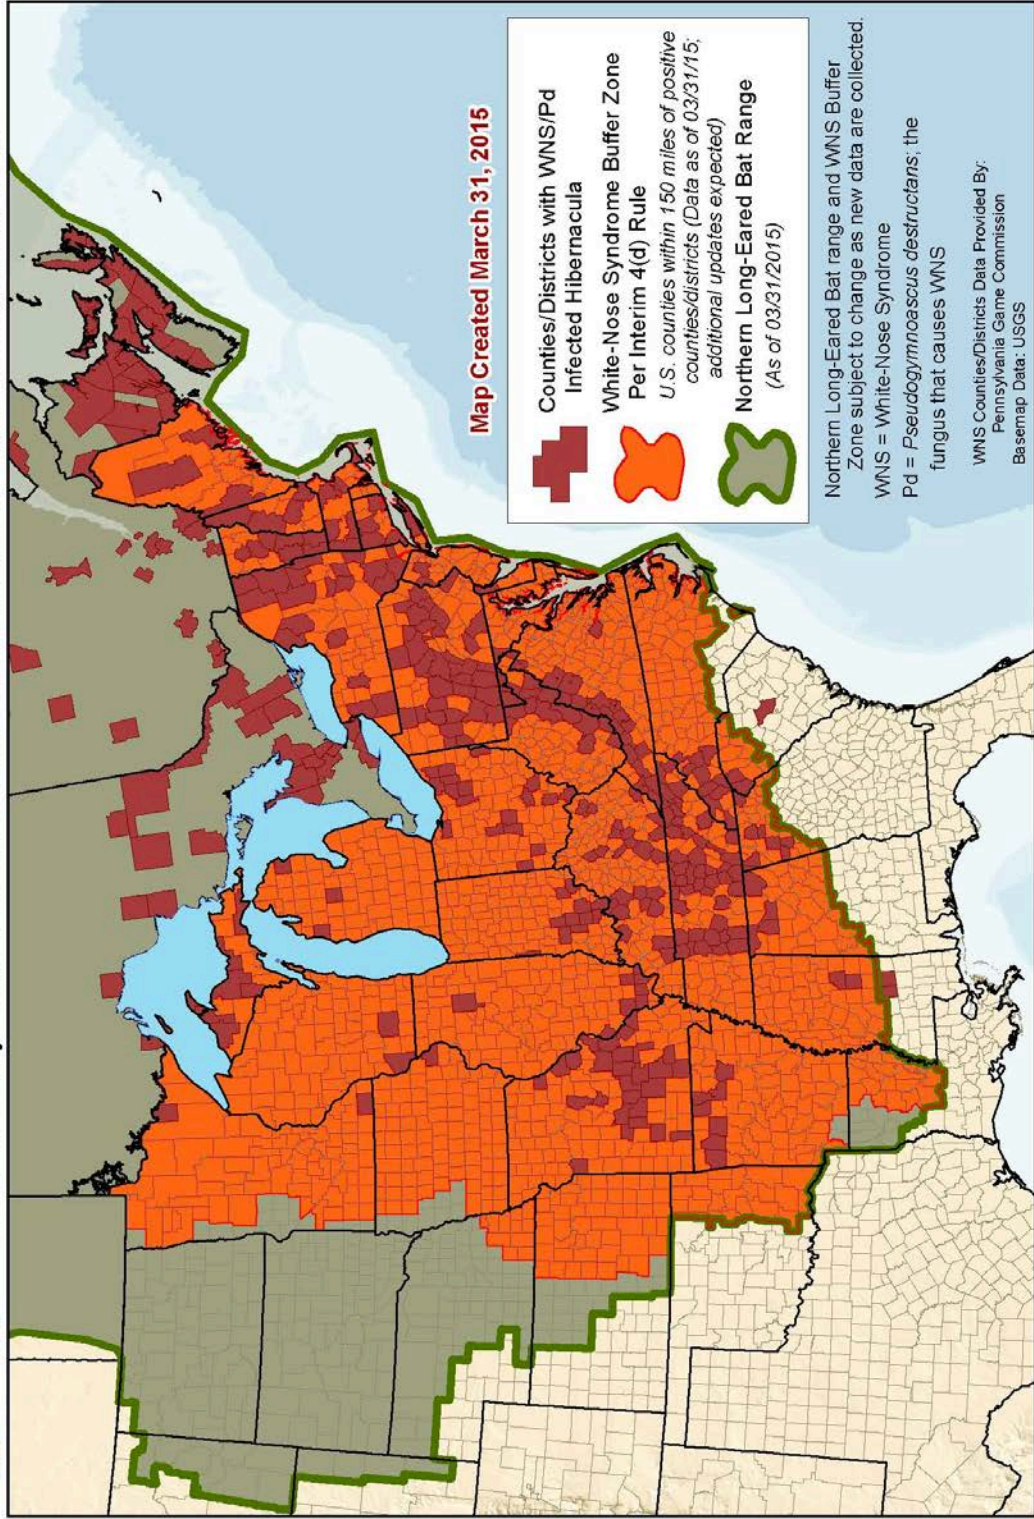 Map Created March 31, 2015
Counties/Districts with WNS/Pd
Infected Hibernacula
White-Nose Syndrome Buffer Zone
Per Interim 4(d) Rule
U.S. counties within 150 miles of positive
counties/districts (Data as of 03/31/15;
additional updates expected)
Northern Long-Eared Bat Range
(As of 03/31/2015)
Northern Long-Eared Bat range and WNS Buffer
Zone subject to change as new data are collected.
WNS = White-Nose Syndrome
Pd = Pseudogymnoascus destructans; the
fungus that causes WNS
WNS Counties/Districts Data Provided By:
Pennsylvania Game Commission
Basemap Data: USGS